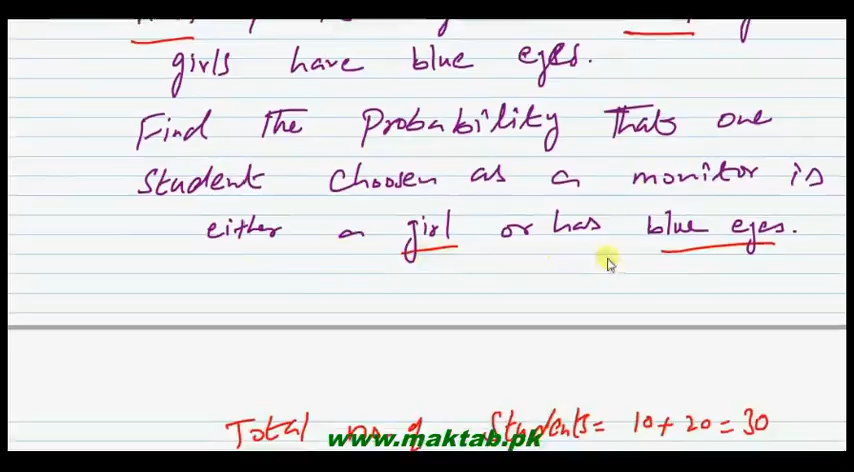 girls have blue eyes.
Find The Probability Thats one
student choosen as a monitor is
either a girl or has blue eyes.
Total no of Students = 10 + 20 = 30
www.maktab.pk